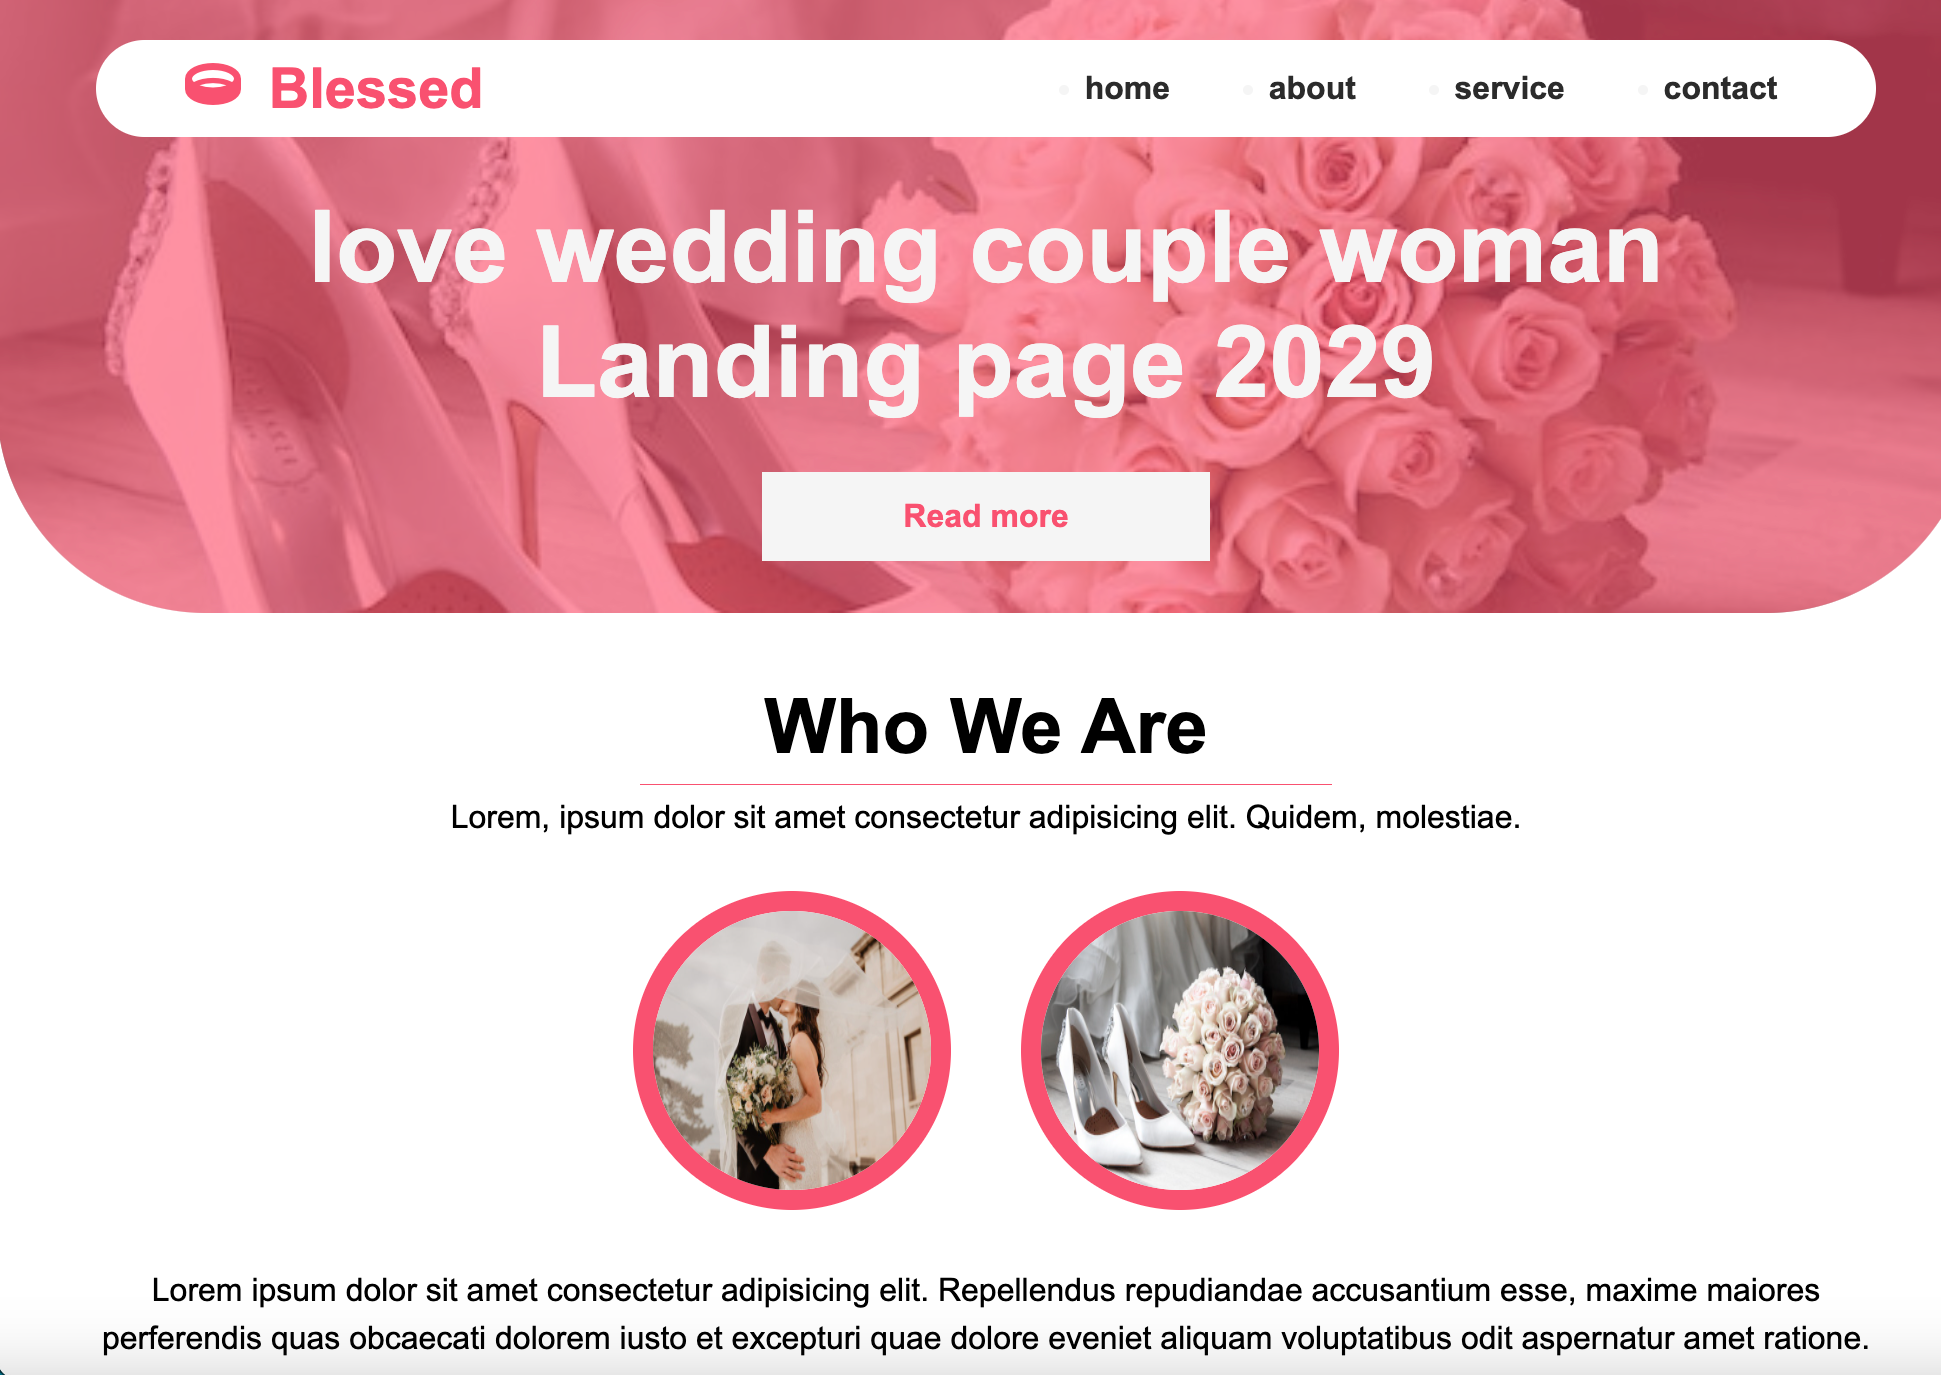 Blessed
home about service contact
love wedding couple woman
Landing page 2029
Read more
Who We Are
Lorem, ipsum dolor sit amet consectetur adipisicing elit. Quidem, molestiae.
Lorem ipsum dolor sit amet consectetur adipisicing elit. Repellendus repudiandae accusantium esse, maxime maiores
perferendis quas obcaecati dolorem iusto et excepturi quae dolore eveniet aliquam voluptatibus odit aspernatur amet ratione.